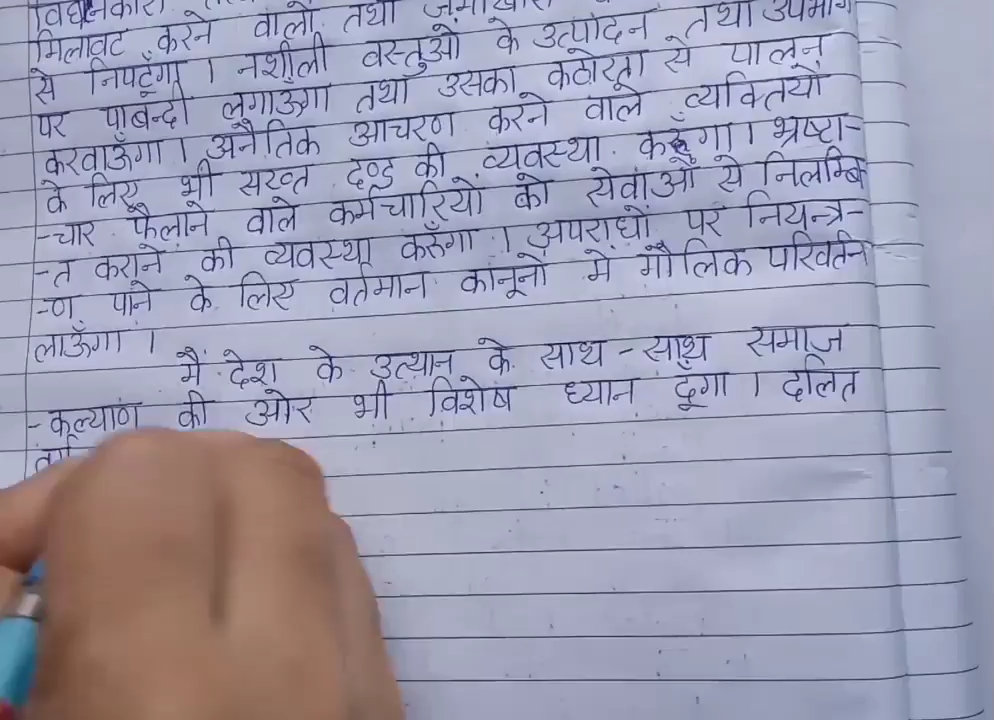 मिलावट करने वालों तथा
से निपटूँगा । नशीली वस्तुओं के उत्पादन तथा उपभोग
पर पाबन्दी लगाऊंगा तथा उसका कठोरता से पालन
करवाऊँगा । अनैतिक आचरण करने वाले व्यक्तियों
के लिए भी सख्त दण्ड की व्यवस्था करूँगा । भ्रष्टा-
-चार फैलाने वाले कर्मचारियों को सेवाओं से निलम्बि
-त कराने की व्यवस्था करूँगा । अपराधों पर नियन्त्र-
-ण पाने के लिए वर्तमान कानूनों में मौलिक परिवर्तन
लाऊँगा ।
मैं देश के उत्थान के साथ - साथ समाज
- कल्याण की ओर भी विशेष ध्यान दूँगा । दलित